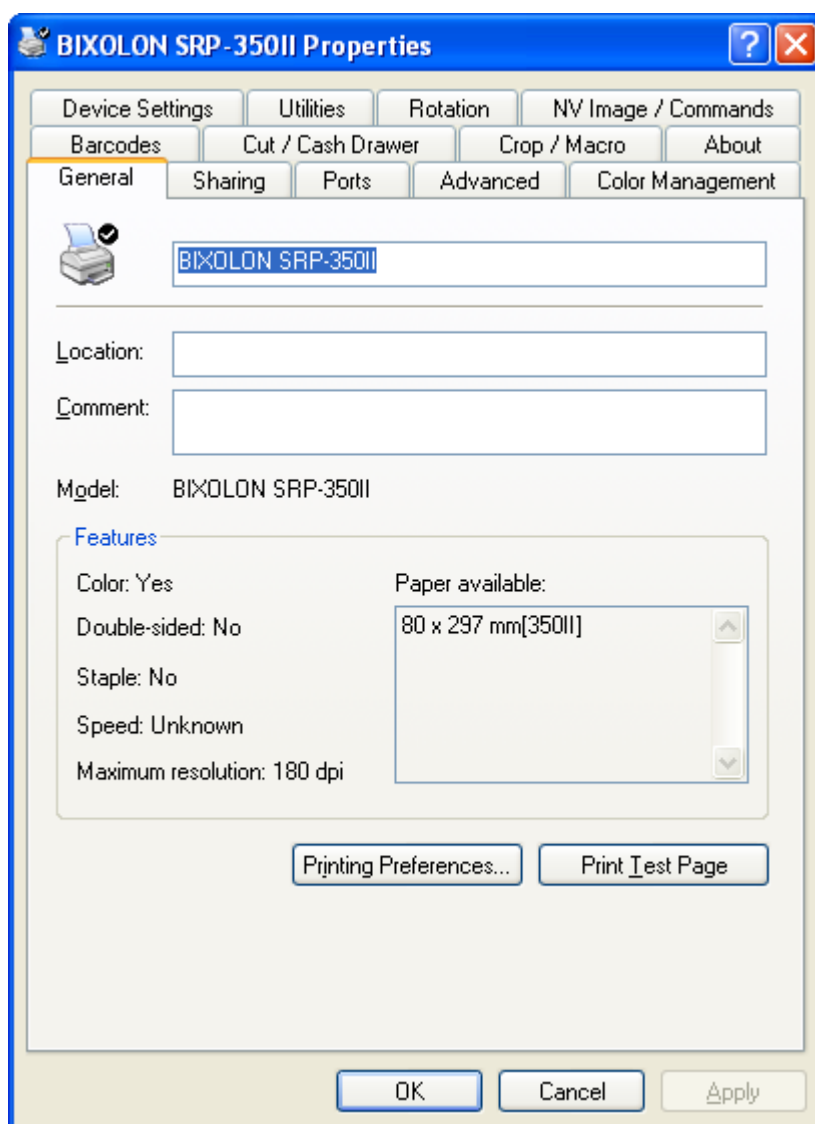 BIXOLON SRP-350II Properties
?
Device Settings Utilities Rotation NV Image / Commands
Barcodes Cut / Cash Drawer Crop / Macro About
General Sharing Ports Advanced Color Management
BIXOLON SRP-350II
Location:
Comment:
Model: BIXOLON SRP-350II
Features
Color: Yes Paper available:
Double-sided: No 80 x 297 mm[350II]
Staple: No
Speed: Unknown
Maximum resolution: 180 dpi
Printing Preferences... Print Test Page
OK Cancel Apply